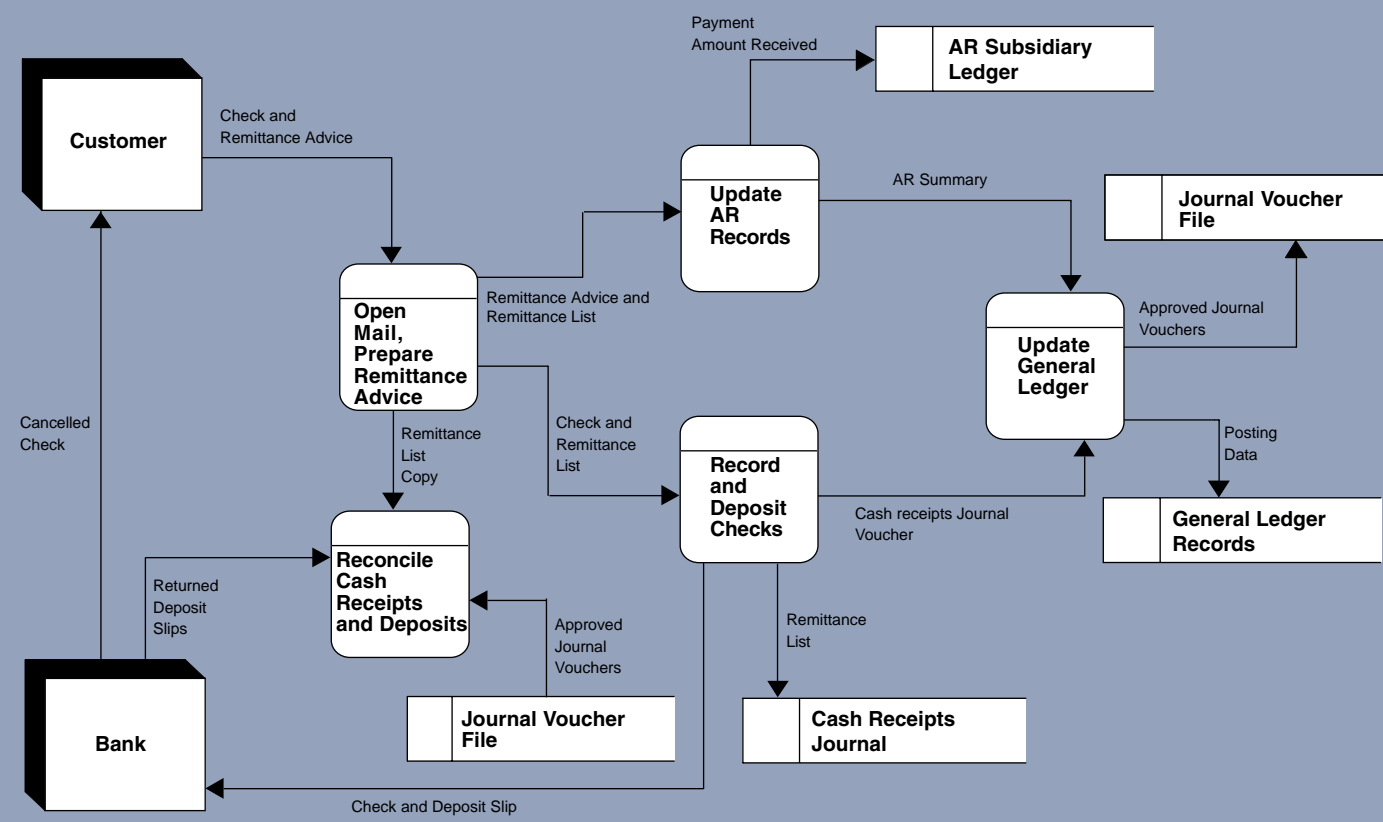 Payment
Amount Received
AR Subsidiary
Ledger
Customer
Check and
Remittance Advice
Update
AR
Records
AR Summary
Journal Voucher
File
Open
Mail,
Prepare
Remittance
Advice
Remittance Advice and
Remittance List
Update
General
Ledger
Approved Journal
Vouchers
Cancelled
Check
Remittance
List
Copy
Check and
Remittance
List
Record
and
Deposit
Checks
Cash receipts Journal
Voucher
Posting
Data
General Ledger
Records
Reconcile
Cash
Receipts
and Deposits
Returned
Deposit
Slips
Approved
Journal
Vouchers
Remittance
List
Bank
Journal Voucher
File
Cash Receipts
Journal
Check and Deposit Slip